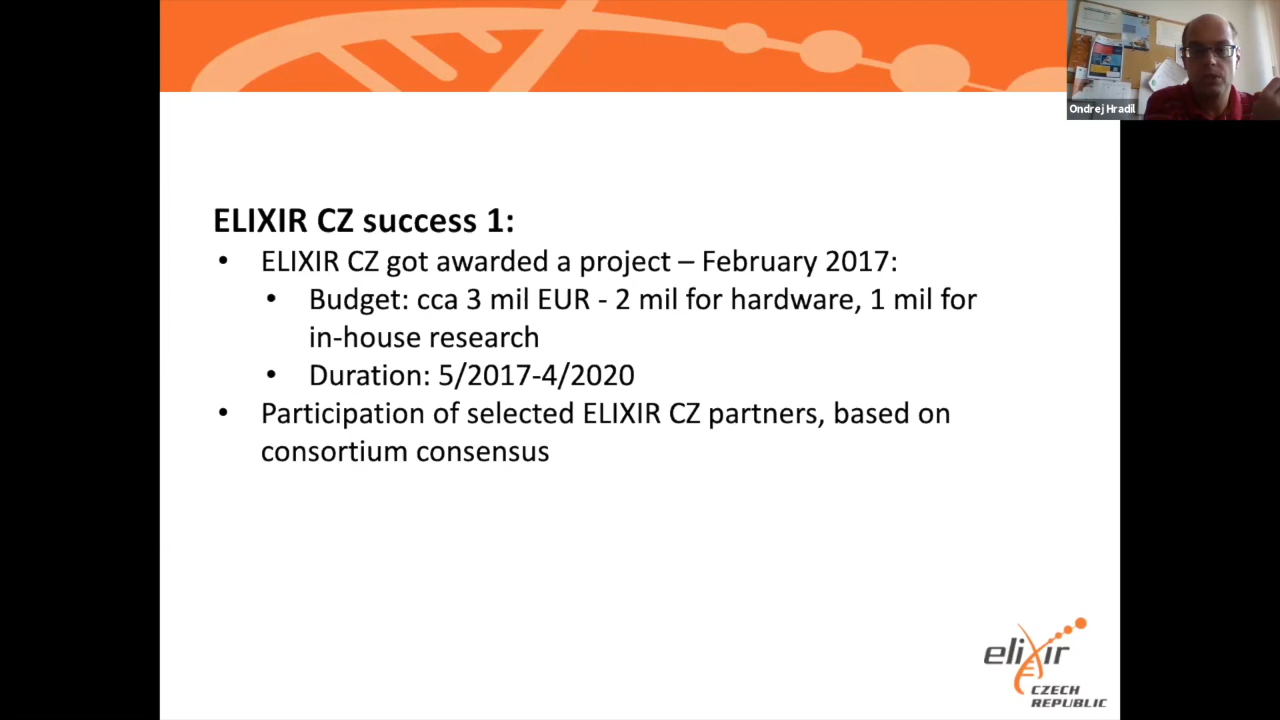 Ondrej Hradil
ELIXIR CZ success 1:
• ELIXIR CZ got awarded a project – February 2017:
• Budget: cca 3 mil EUR - 2 mil for hardware, 1 mil for
in-house research
• Duration: 5/2017-4/2020
• Participation of selected ELIXIR CZ partners, based on
consortium consensus
elixir
CZECH
REPUBLIC